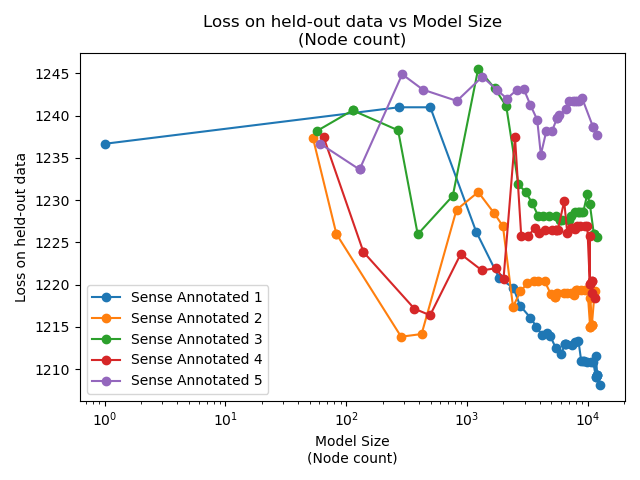 Loss on held-out data vs Model Size
(Node count)
Loss on held-out data
1245
1240
1235
1230
1225
1220
1215
1210
Sense Annotated 1
Sense Annotated 2
Sense Annotated 3
Sense Annotated 4
Sense Annotated 5
10⁰ 10¹ 10² 10³ 10⁴
Model Size
(Node count)